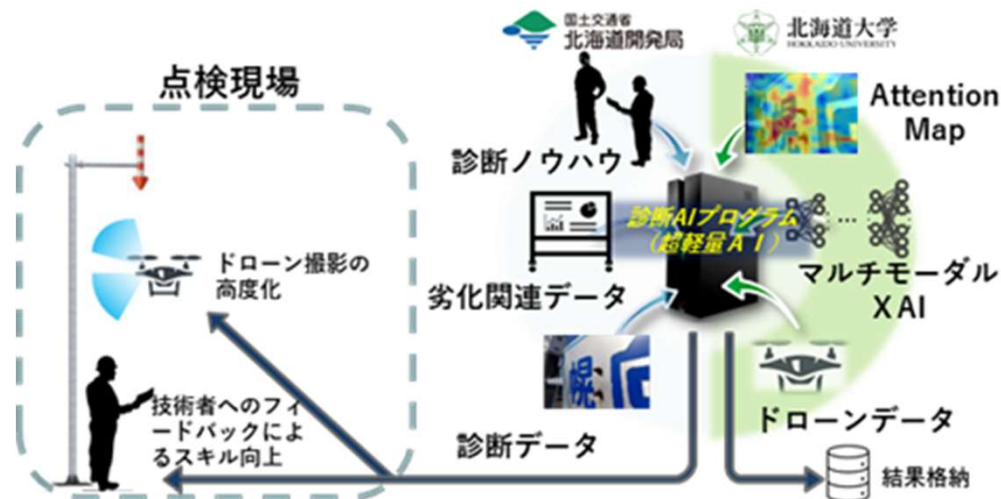 点検現場
ドローン撮影の
高度化
技術者へのフィ
ードバックによ
るスキル向上
国土交通省
北海道開発局
北海道大学
HOKKAIDO UNIVERSITY
Attention
Map
診断ノウハウ
診断AIプログラム
（超軽量ＡＩ）
劣化関連データ
マルチモーダル
X AI
幌
診断データ
ドローンデータ
結果格納